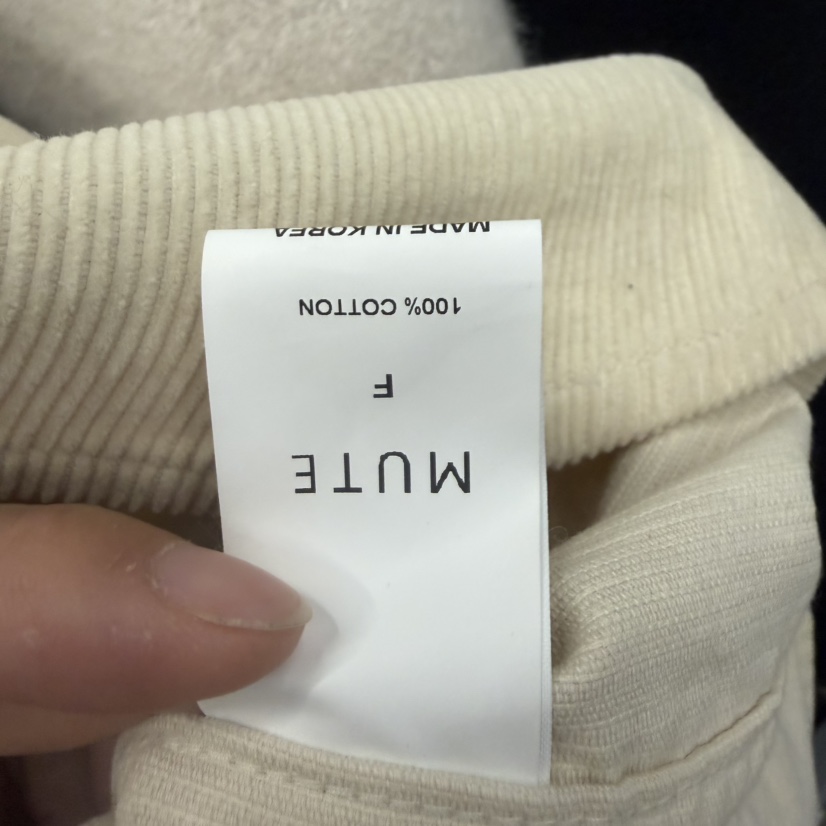 MUTE
F
100% COTTON
MADE IN KOREA